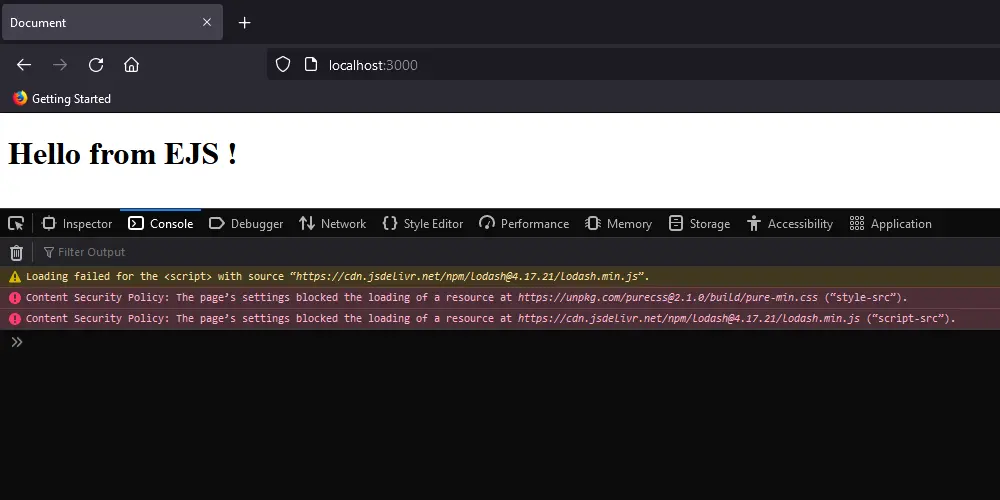 Document
localhost:3000
Getting Started
Hello from EJS !
Inspector Console Debugger Network Style Editor Performance Memory Storage Accessibility Application
Filter Output
Loading failed for the <script> with source “https://cdn.jsdelivr.net/npm/lodash@4.17.21/lodash.min.js”.
Content Security Policy: The page’s settings blocked the loading of a resource at https://unpkg.com/purecss@2.1.0/build/pure-min.css (“style-src”).
Content Security Policy: The page’s settings blocked the loading of a resource at https://cdn.jsdelivr.net/npm/lodash@4.17.21/lodash.min.js (“script-src”).